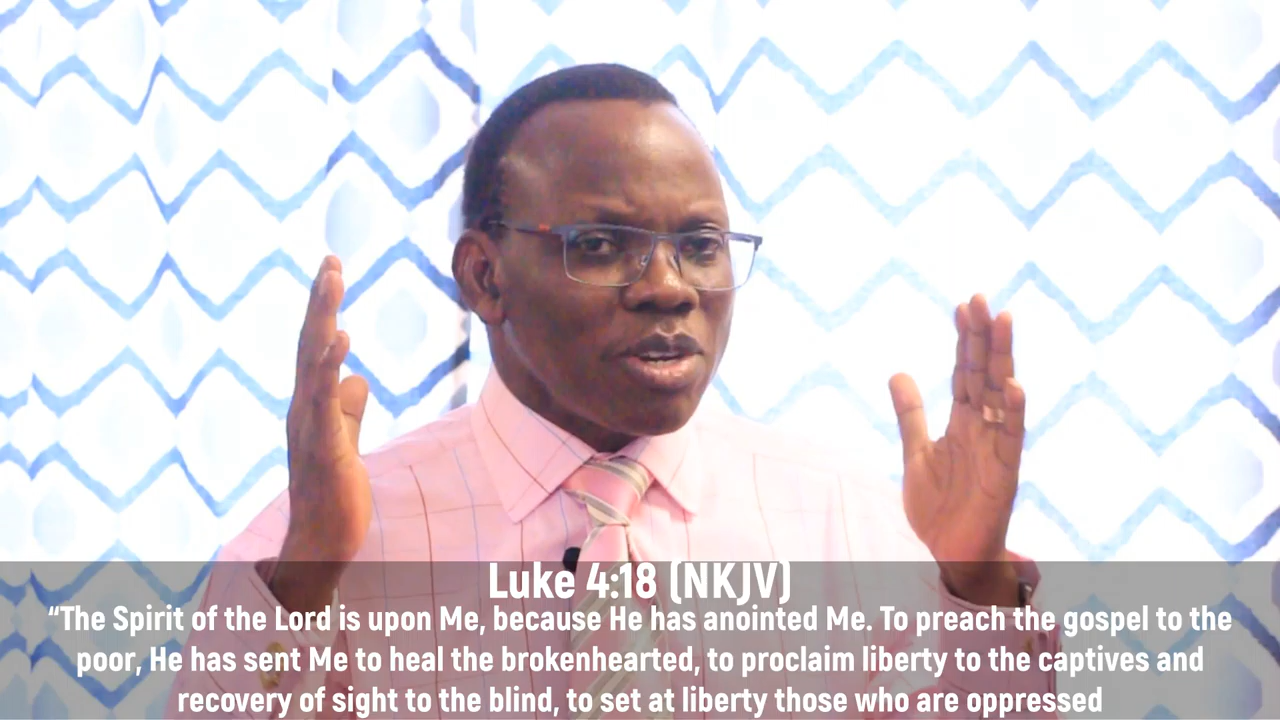 Luke 4:18 (NKJV)
“The Spirit of the Lord is upon Me, because He has anointed Me. To preach the gospel to the
poor, He has sent Me to heal the brokenhearted, to proclaim liberty to the captives and
recovery of sight to the blind, to set at liberty those who are oppressed